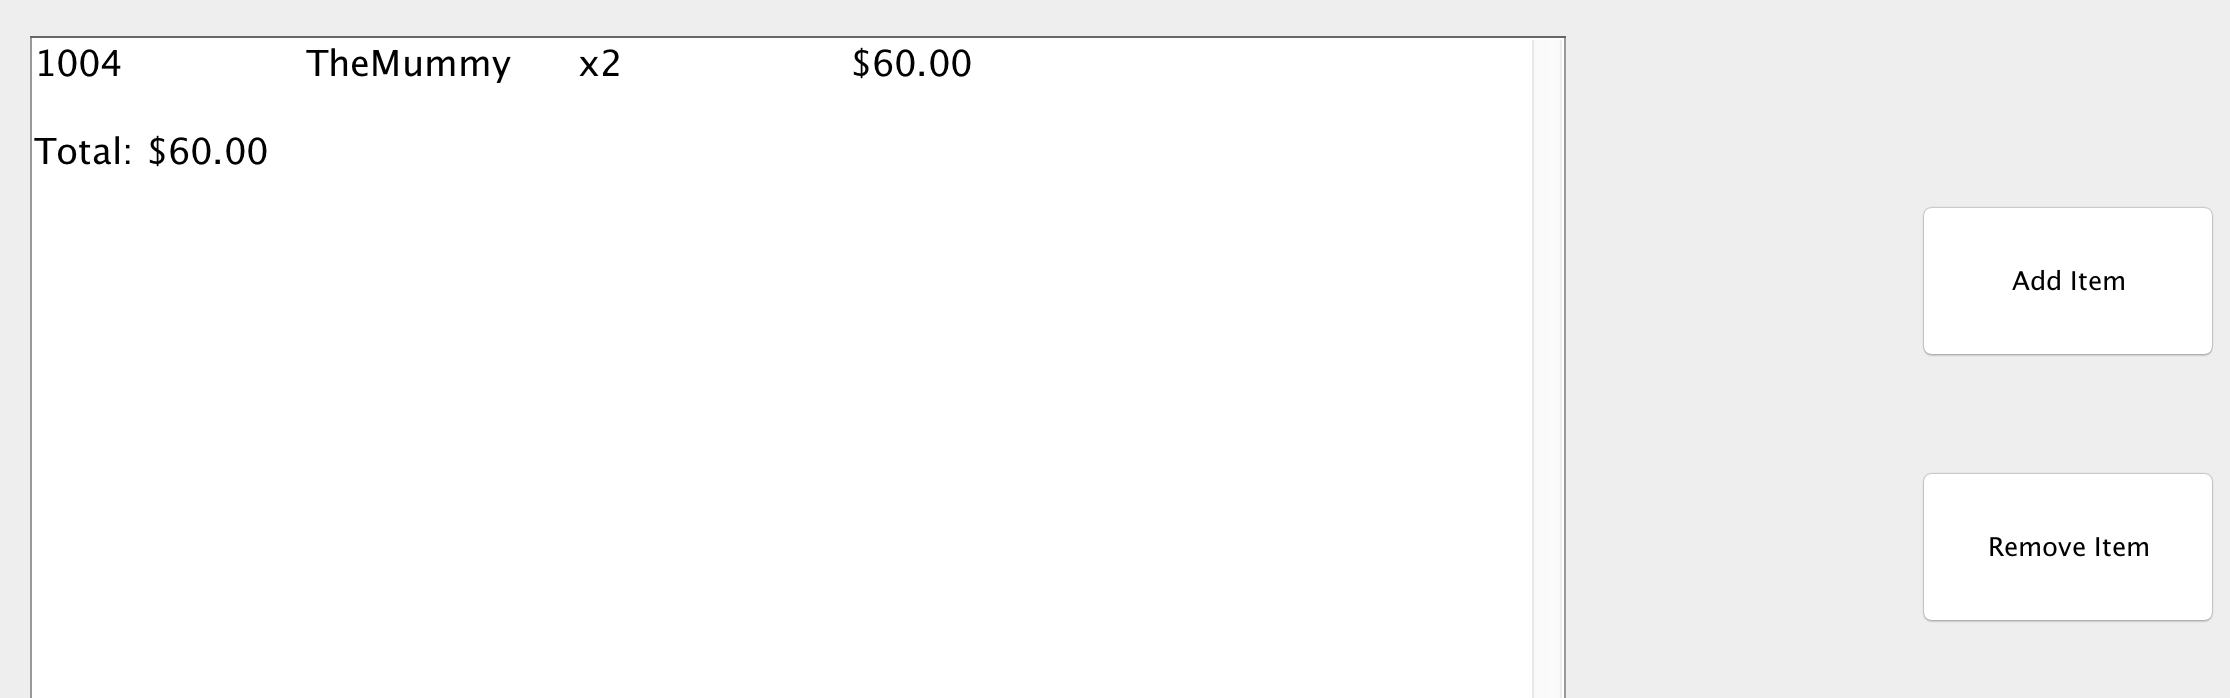 1004 TheMummy x2 $60.00
Total: $60.00
Add Item
Remove Item